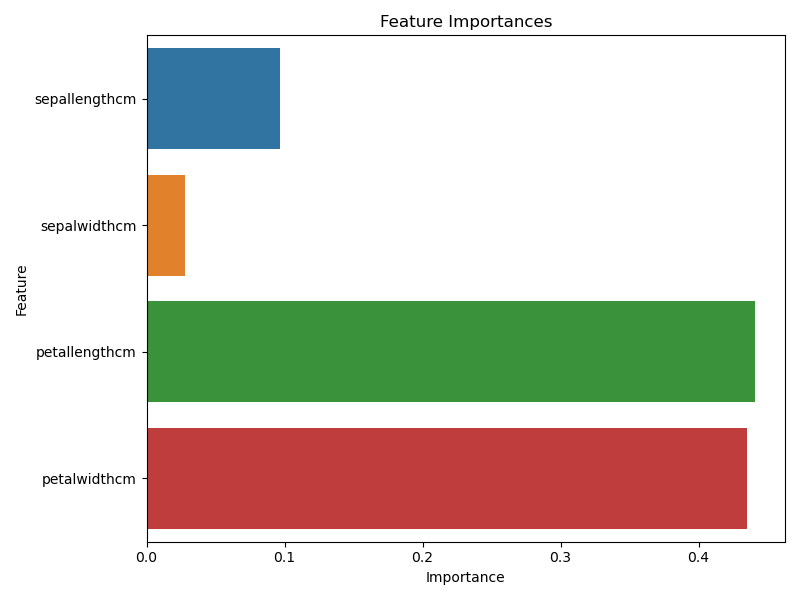 Feature Importances
Feature
sepallengthcm
sepalwidthcm
petallengthcm
petalwidthcm
0.0 0.1 0.2 0.3 0.4
Importance